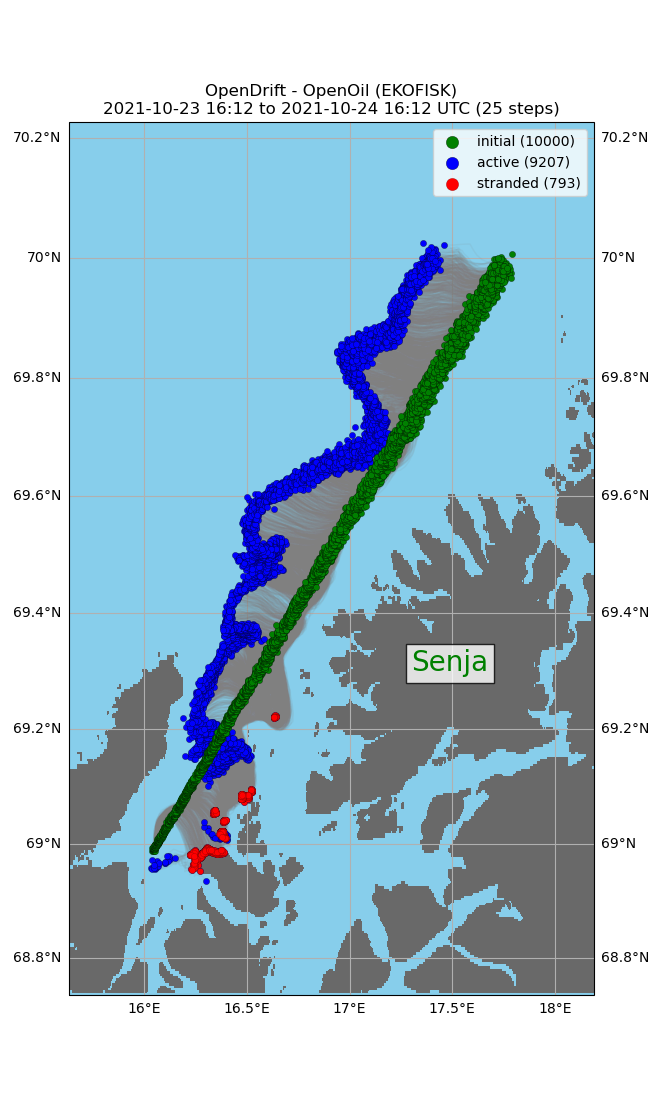 OpenDrift - OpenOil (EKOFISK)
2021-10-23 16:12 to 2021-10-24 16:12 UTC (25 steps)
initial (10000)
active (9207)
stranded (793)
70.2°N 70.2°N
70°N 70°N
69.8°N 69.8°N
69.6°N 69.6°N
69.4°N 69.4°N
Senja
69.2°N 69.2°N
69°N 69°N
68.8°N 68.8°N
16°E 16.5°E 17°E 17.5°E 18°E